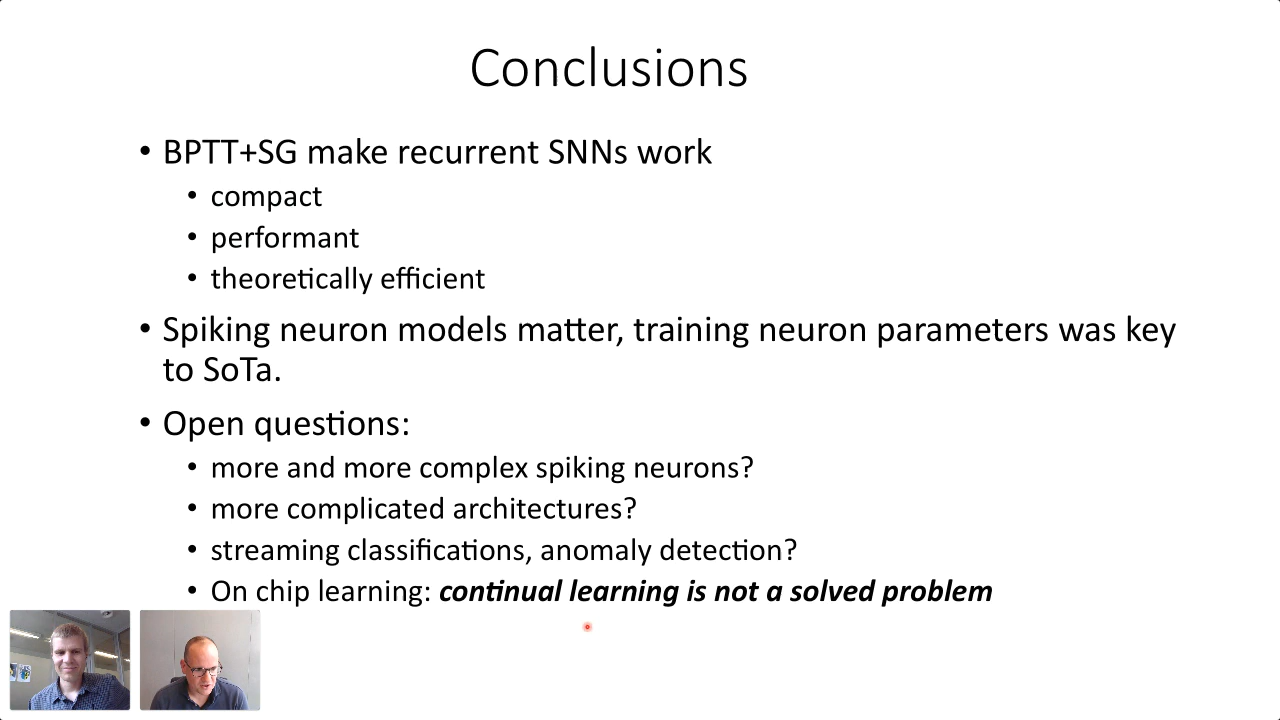 Conclusions
• BPTT+SG make recurrent SNNs work
• compact
• performant
• theoretically efficient
• Spiking neuron models matter, training neuron parameters was key
to SoTa.
• Open questions:
• more and more complex spiking neurons?
• more complicated architectures?
• streaming classifications, anomaly detection?
• On chip learning: continual learning is not a solved problem